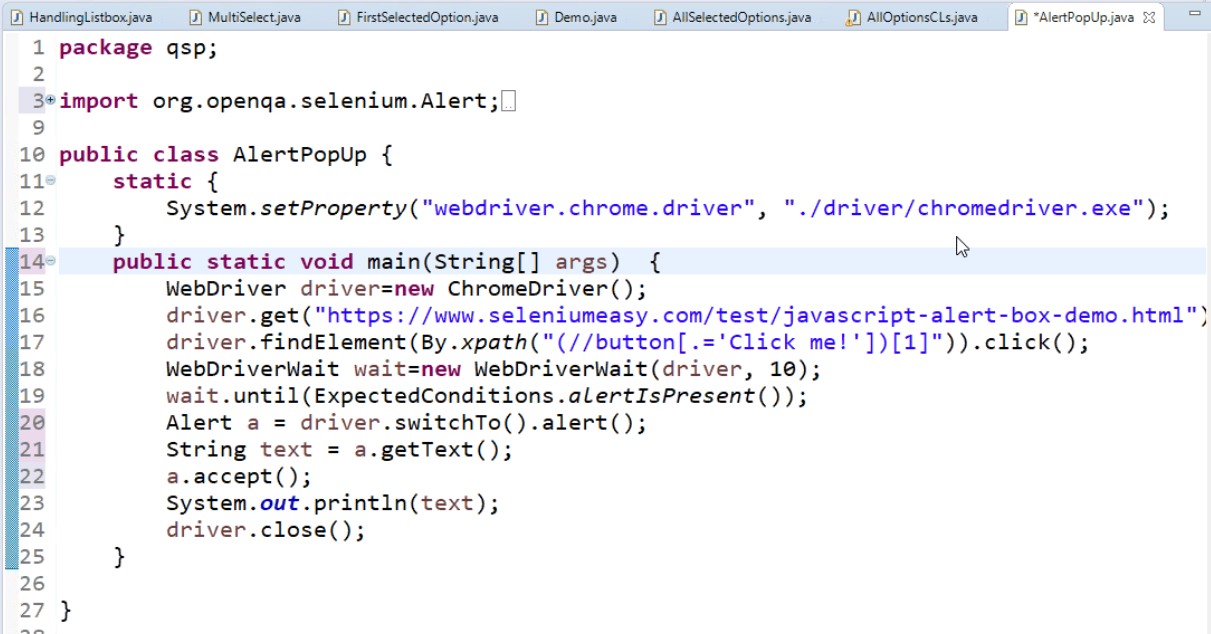 HandlingListbox.java MultiSelect.java FirstSelectedOption.java Demo.java AllSelectedOptions.java AllOptionsCLs.java *AlertPopUp.java
1 package qsp;
2
3 import org.openqa.selenium.Alert;
9
10 public class AlertPopUp {
11 static {
12 System.setProperty("webdriver.chrome.driver", "./driver/chromedriver.exe");
13 }
14 public static void main(String[] args)  {
15 WebDriver driver=new ChromeDriver();
16 driver.get("https://www.seleniumeasy.com/test/javascript-alert-box-demo.html")
17 driver.findElement(By.xpath("(//button[.='Click me!'])[1]")).click();
18 WebDriverWait wait=new WebDriverWait(driver, 10);
19 wait.until(ExpectedConditions.alertIsPresent());
20 Alert a = driver.switchTo().alert();
21 String text = a.getText();
22 a.accept();
23 System.out.println(text);
24 driver.close();
25 }
26
27 }
28